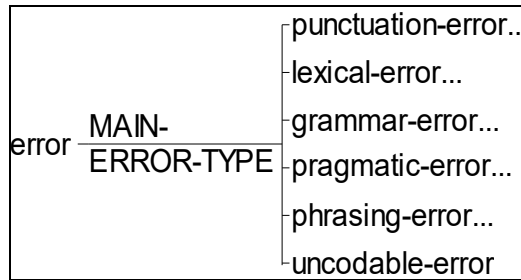 error
MAIN-
ERROR-TYPE
punctuation-error..
lexical-error...
grammar-error...
pragmatic-error...
phrasing-error...
uncodable-error